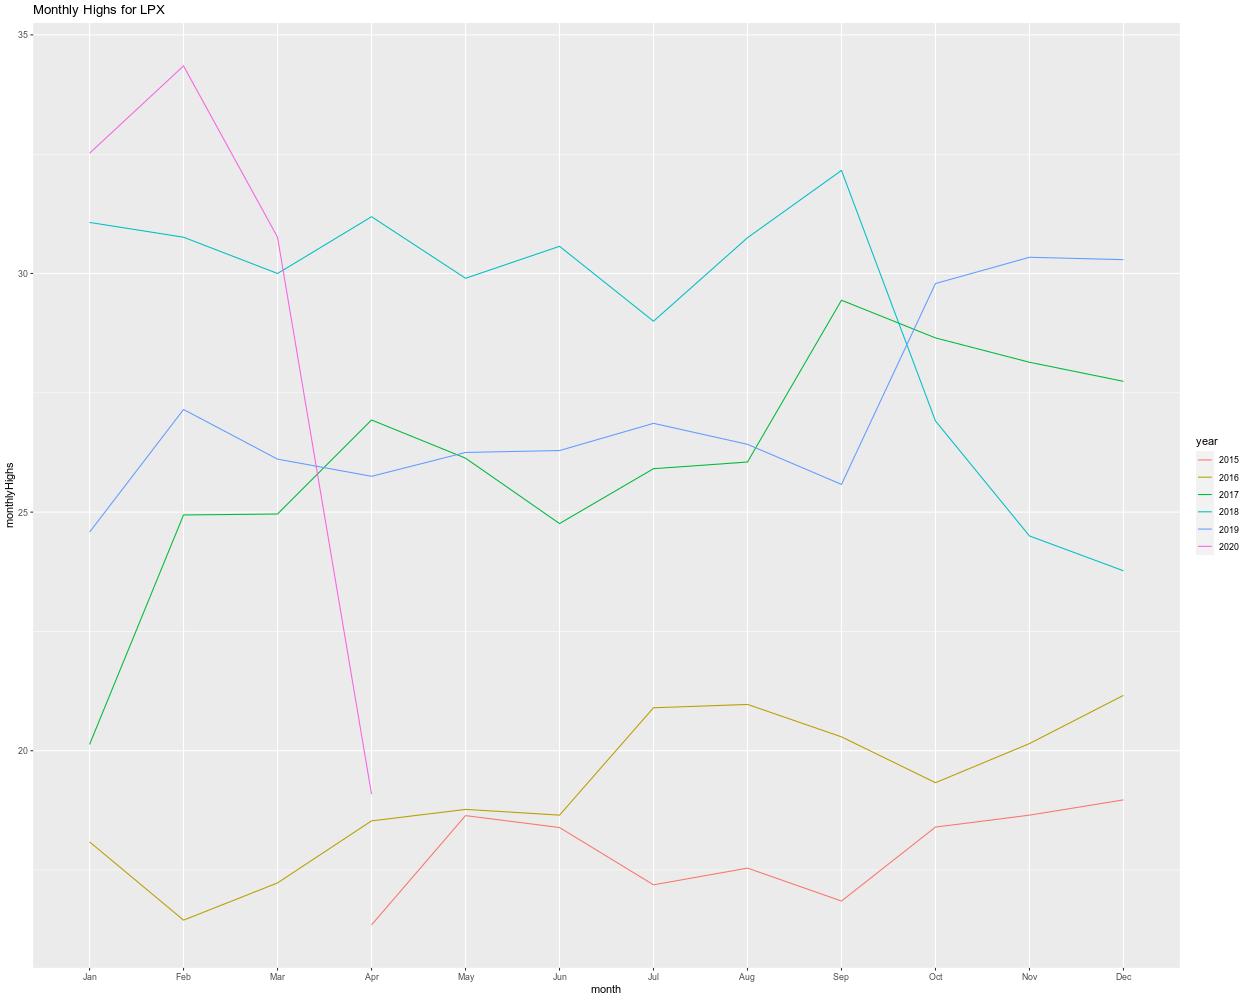 Monthly Highs for LPX
35
30
25
20
monthlyHighs
Jan Feb Mar Apr May Jun Jul Aug Sep Oct Nov Dec
month
year
2015
2016
2017
2018
2019
2020